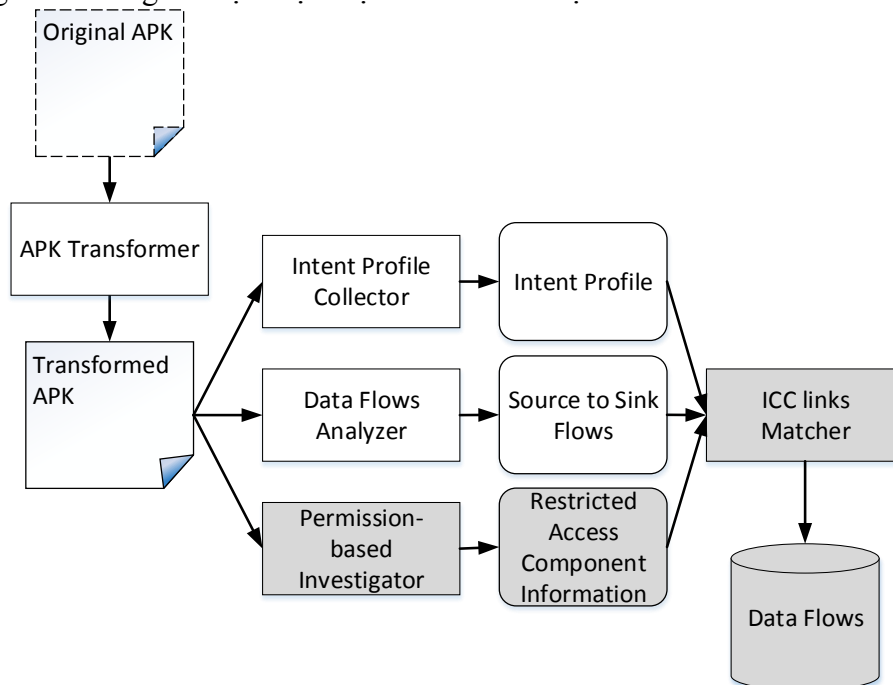 Original APK
APK Transformer
Transformed
APK
Intent Profile
Collector
Intent Profile
Data Flows
Analyzer
Source to Sink
Flows
Permission-
based
Investigator
Restricted
Access
Component
Information
ICC links
Matcher
Data Flows